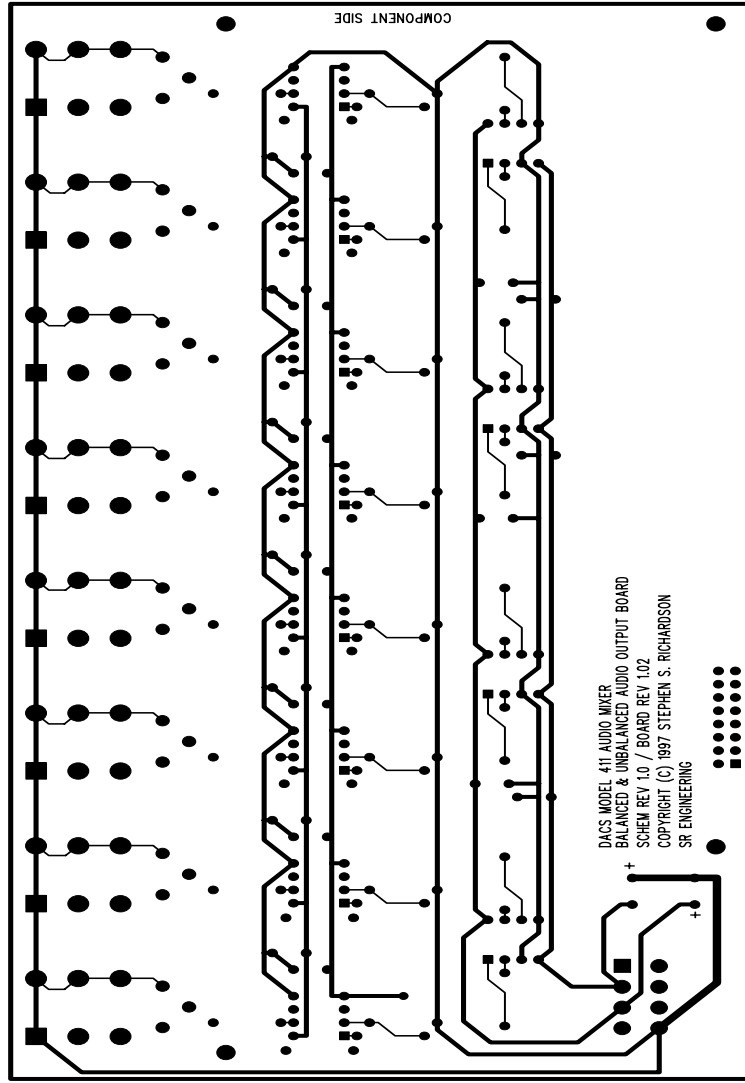 COMPONENT SIDE
DACS MODEL 411 AUDIO MIXER
BALANCED & UNBALANCED AUDIO OUTPUT BOARD
SCHEM REV 1.0 / BOARD REV 1.02
COPYRIGHT (C) 1997 STEPHEN S. RICHARDSON
SR ENGINEERING
+
+